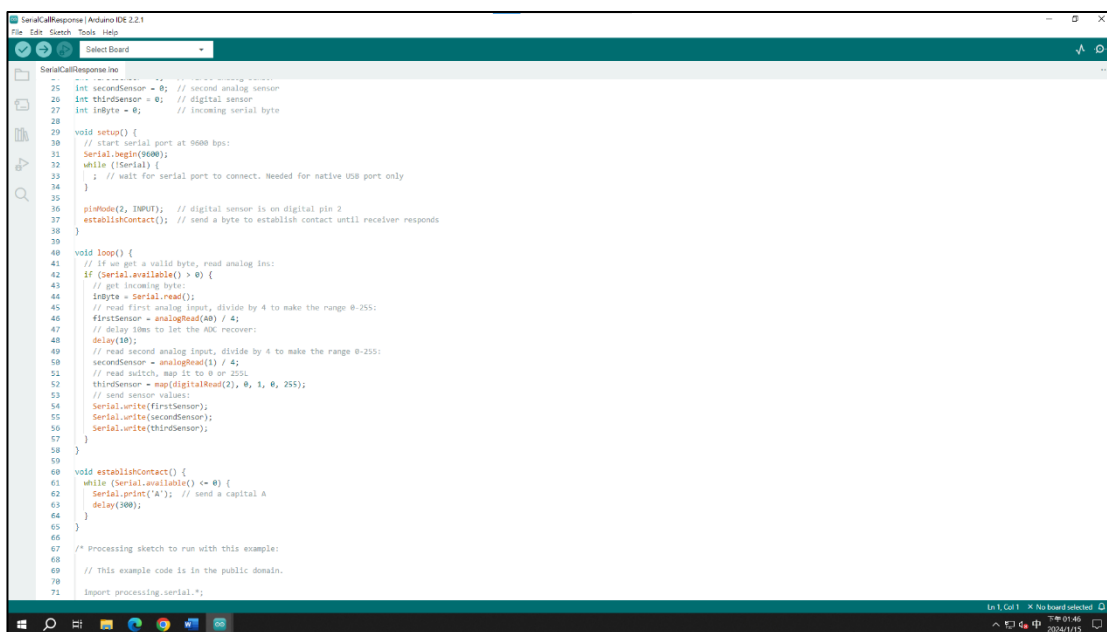 SerialCallResponse | Arduino IDE 2.2.1
File Edit Sketch Tools Help
Select Board
SerialCallResponse.ino
25 int secondSensor = 0; // second analog sensor
26 int thirdSensor = 0; // digital sensor
27 int inByte = 0; // incoming serial byte
28
29 void setup() {
30 // start serial port at 9600 bps:
31 Serial.begin(9600);
32 while (!Serial) {
33 ; // wait for serial port to connect. Needed for native USB port only
34 }
35
36 pinMode(2, INPUT); // digital sensor is on digital pin 2
37 establishContact(); // send a byte to establish contact until receiver responds
38 }
39
40 void loop() {
41 // if we get a valid byte, read analog ins:
42 if (Serial.available() > 0) {
43 // get incoming byte:
44 inByte = Serial.read();
45 // read first analog input, divide by 4 to make the range 0-255:
46 firstSensor = analogRead(A0) / 4;
47 // delay 10ms to let the ADC recover:
48 delay(10);
49 // read second analog input, divide by 4 to make the range 0-255:
50 secondSensor = analogRead(1) / 4;
51 // read switch, map it to 0 or 255L
52 thirdSensor = map(digitalRead(2), 0, 1, 0, 255);
53 // send sensor values:
54 Serial.write(firstSensor);
55 Serial.write(secondSensor);
56 Serial.write(thirdSensor);
57 }
58 }
59
60 void establishContact() {
61 while (Serial.available() <= 0) {
62 Serial.print('A'); // send a capital A
63 delay(300);
64 }
65 }
66
67 /* Processing sketch to run with this example:
68
69 // This example code is in the public domain.
70
71 import processing.serial.*;
Ln 1, Col 1 × No board selected
中 下午 01:46
2024/1/15